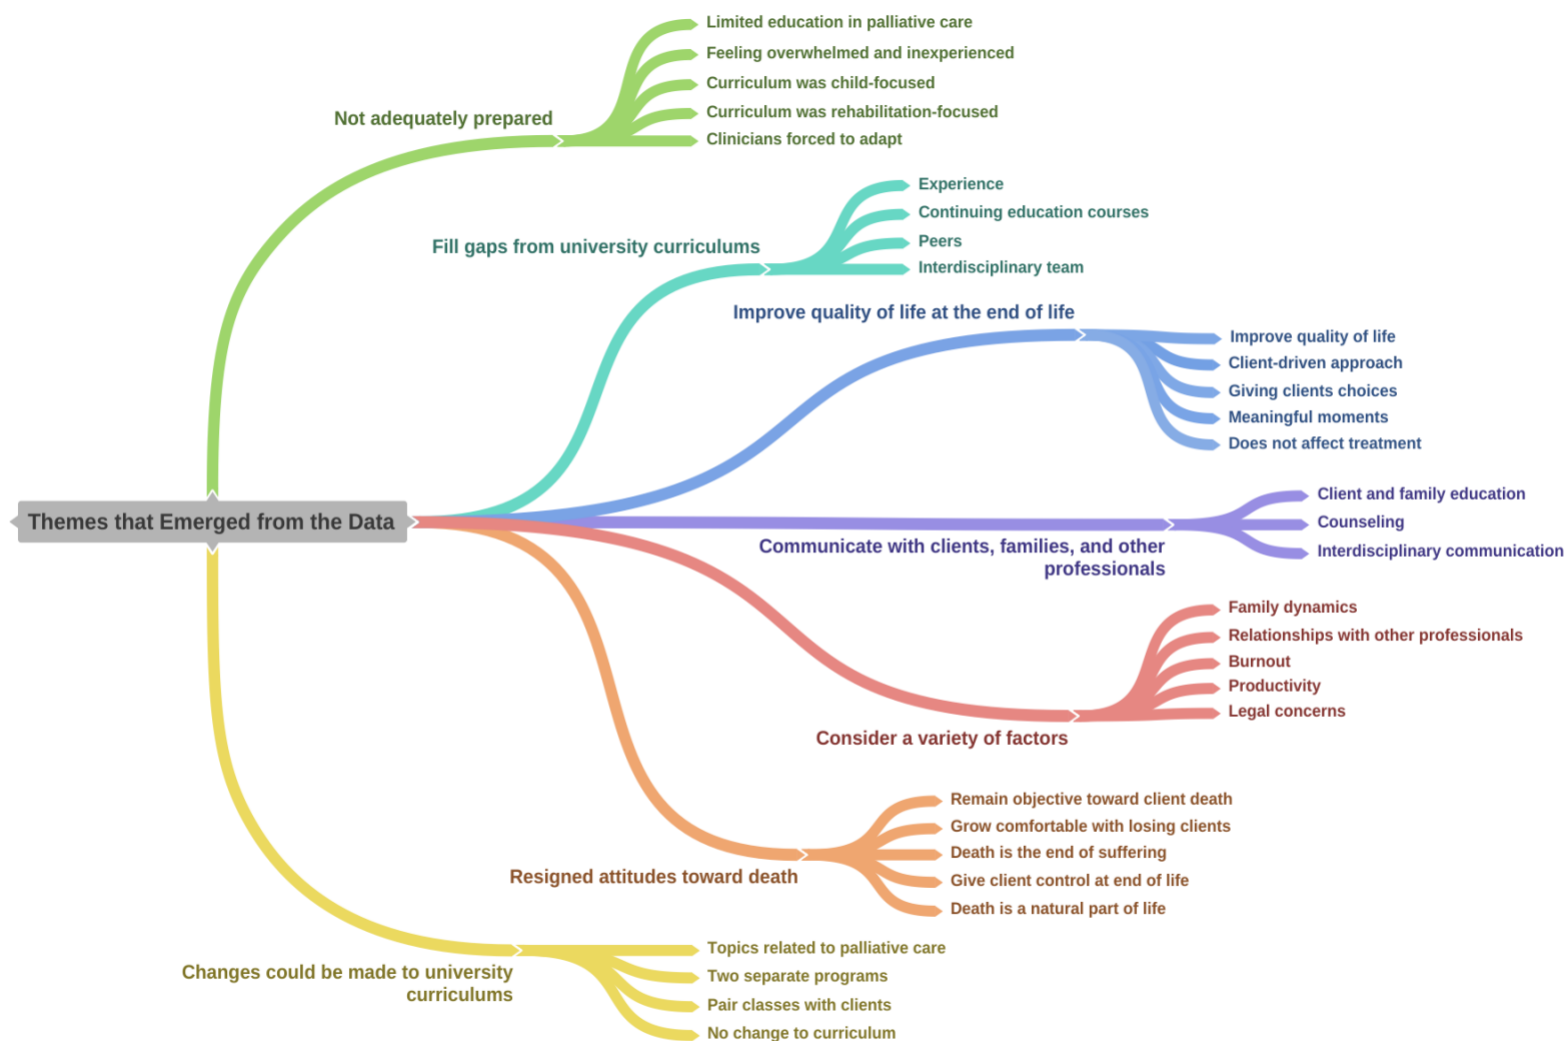 Themes that Emerged from the Data
Not adequately prepared
Limited education in palliative care
Feeling overwhelmed and inexperienced
Curriculum was child-focused
Curriculum was rehabilitation-focused
Clinicians forced to adapt
Fill gaps from university curriculums
Experience
Continuing education courses
Peers
Interdisciplinary team
Improve quality of life at the end of life
Improve quality of life
Client-driven approach
Giving clients choices
Meaningful moments
Does not affect treatment
Communicate with clients, families, and other
professionals
Client and family education
Counseling
Interdisciplinary communication
Consider a variety of factors
Family dynamics
Relationships with other professionals
Burnout
Productivity
Legal concerns
Resigned attitudes toward death
Remain objective toward client death
Grow comfortable with losing clients
Death is the end of suffering
Give client control at end of life
Death is a natural part of life
Changes could be made to university
curriculums
Topics related to palliative care
Two separate programs
Pair classes with clients
No change to curriculum